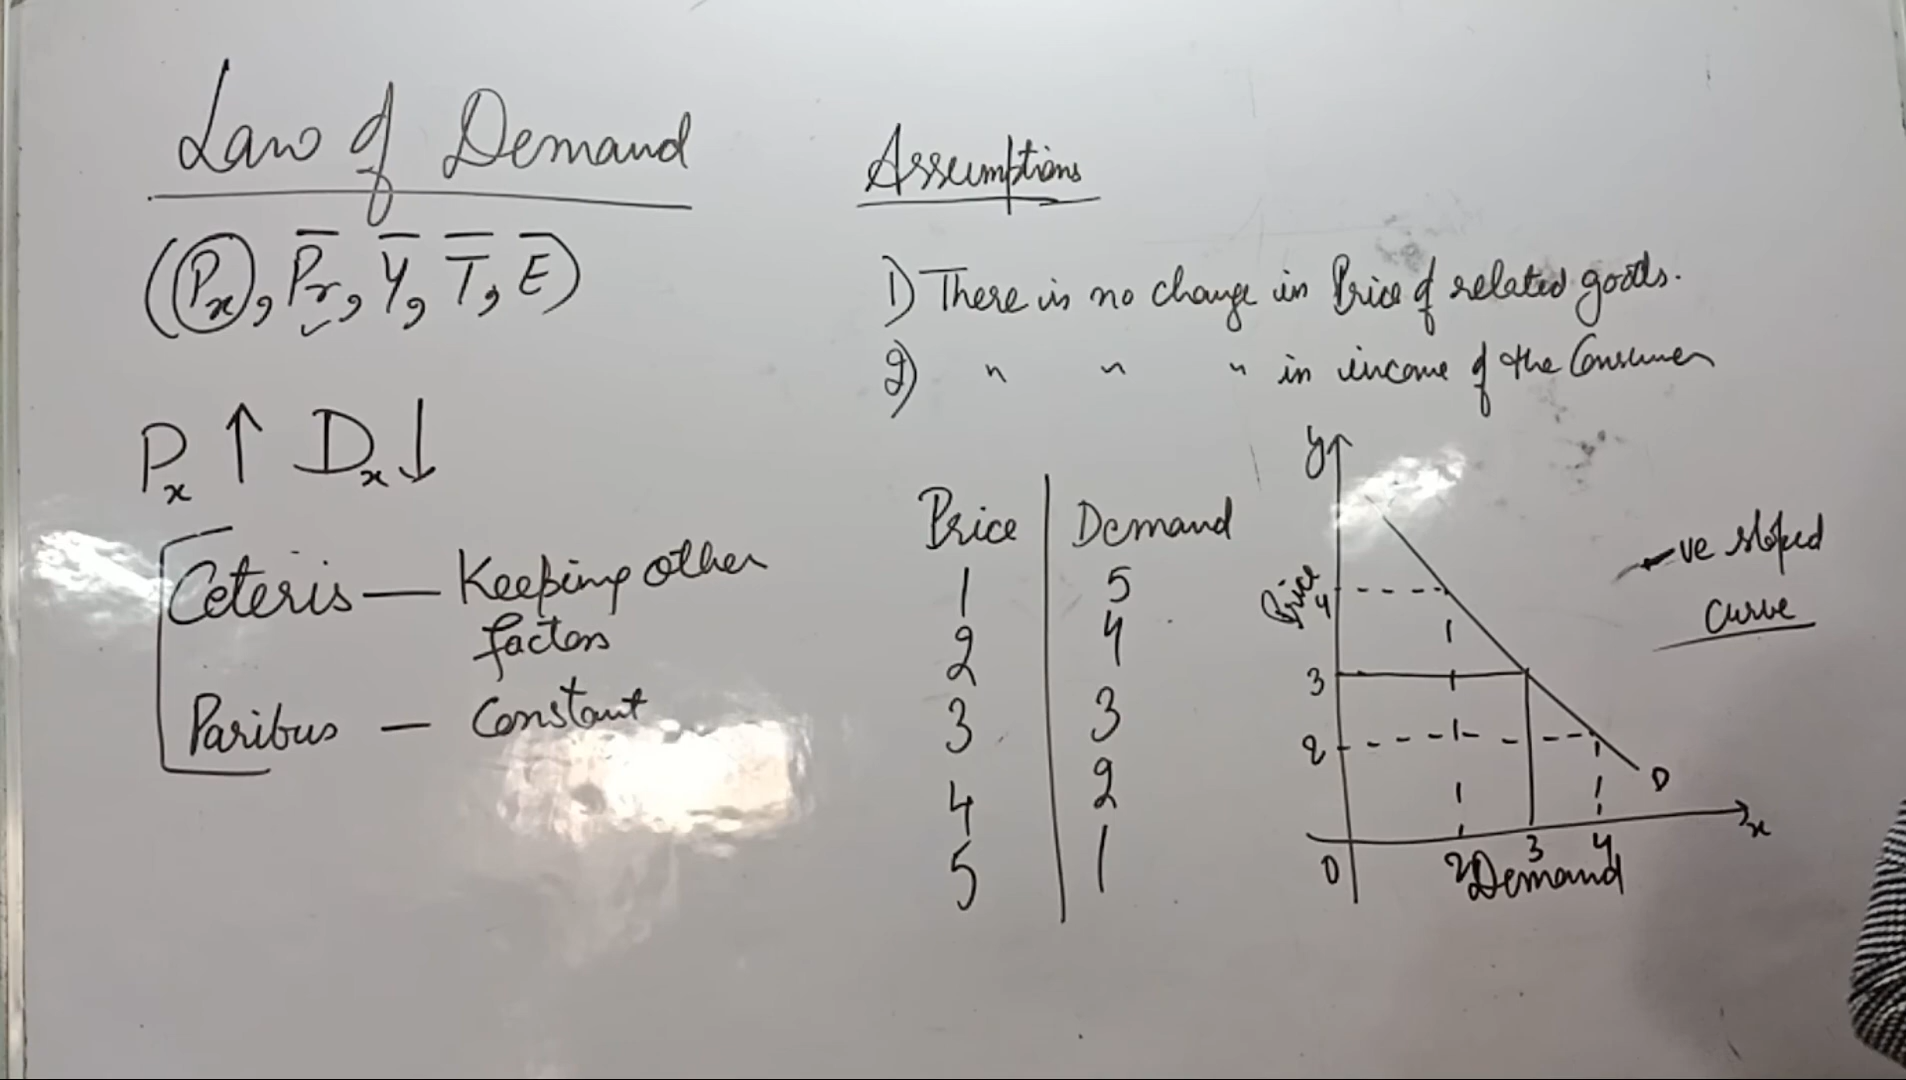 Law of Demand
(Px, P̅r, Y̅, T̅, E̅)
Px ↑ Dx ↓
Ceteris — Keeping other
factors
Paribus — Constant
Assumptions
1) There is no change in Price of related goods.
2) " " " in income of the Consumer
Price | Demand
1 | 5
2 | 4
3 | 3
4 | 2
5 | 1
y
Price
4
3
2
0
2 3 4
Demand
x
D
-ve sloped
curve